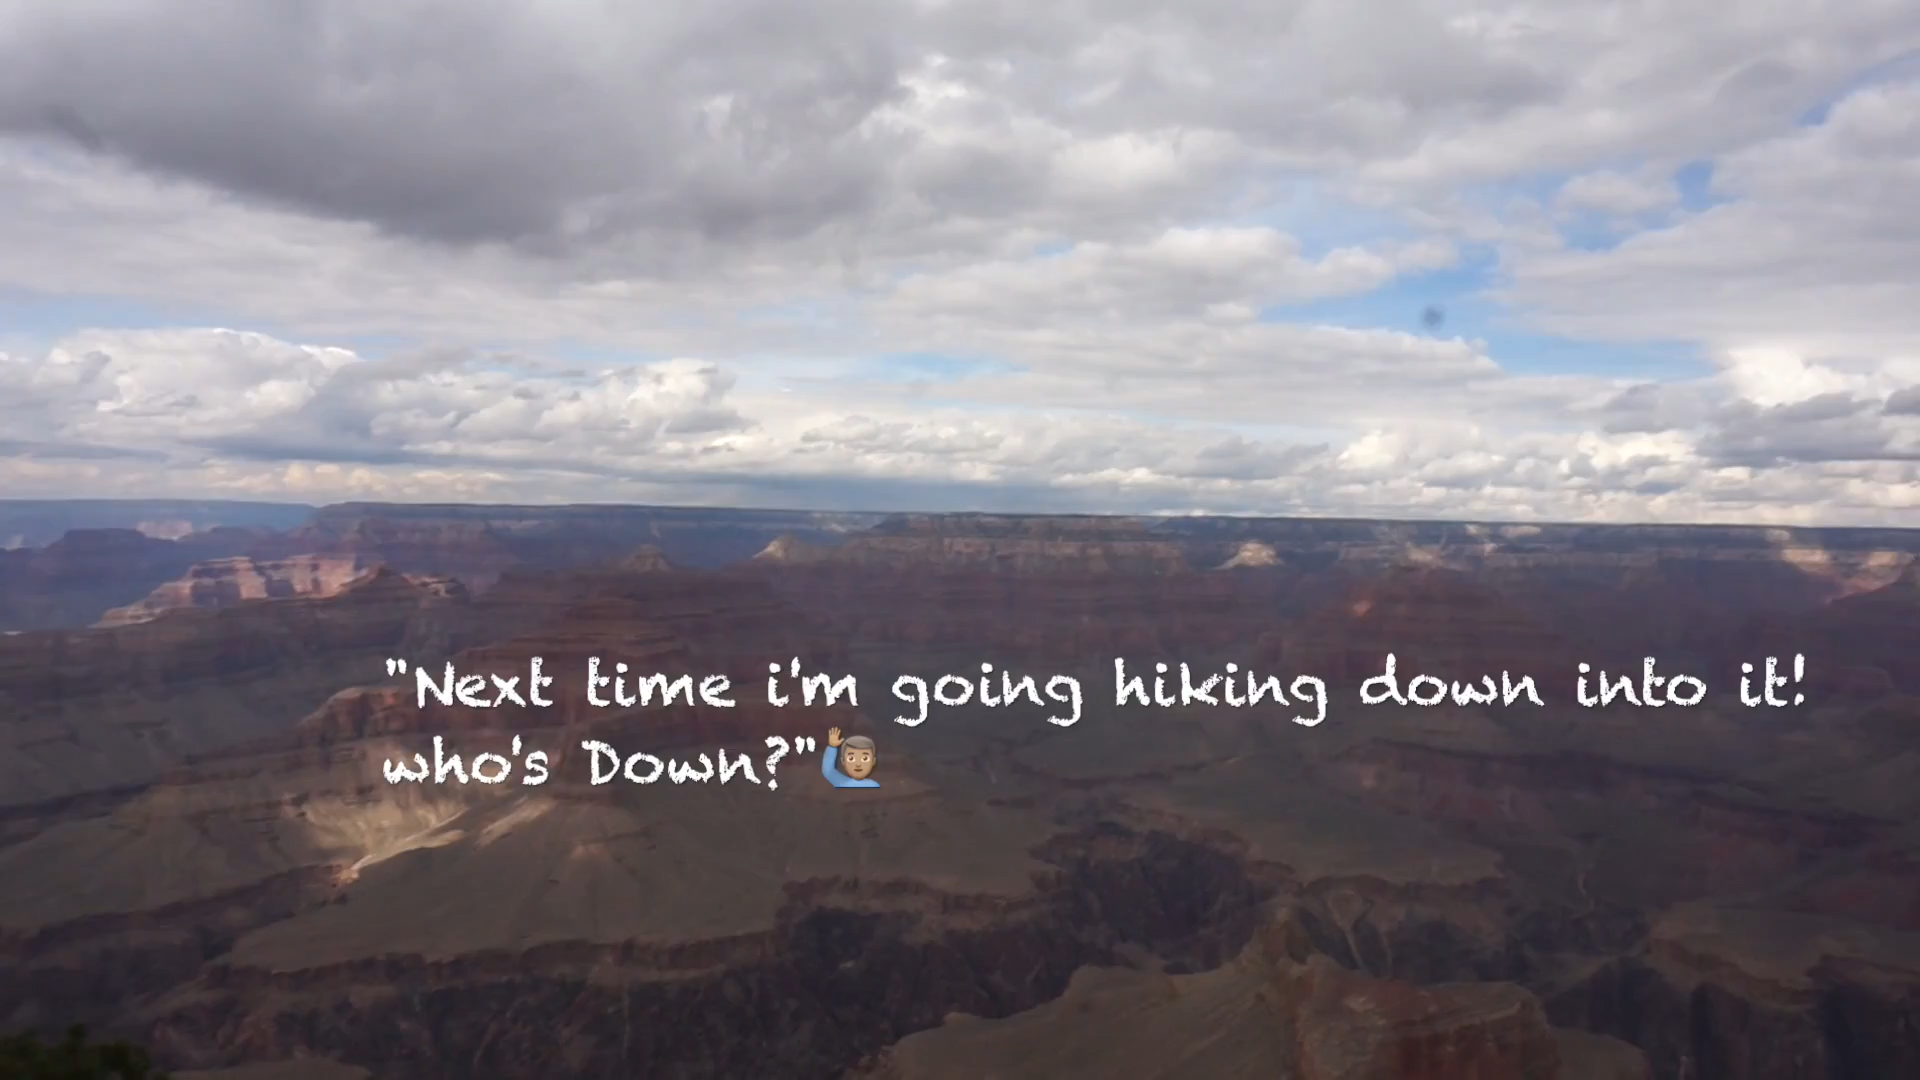 "Next time i'm going hiking down into it!
who's Down?"🙋🏽‍♂️